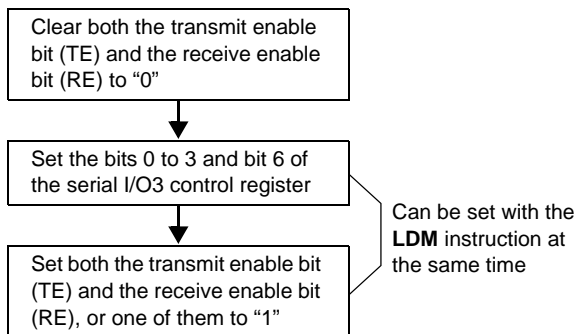 Clear both the transmit enable
bit (TE) and the receive enable
bit (RE) to “0”
Set the bits 0 to 3 and bit 6 of
the serial I/O3 control register
Can be set with the
LDM instruction at
the same time
Set both the transmit enable bit
(TE) and the receive enable bit
(RE), or one of them to “1”